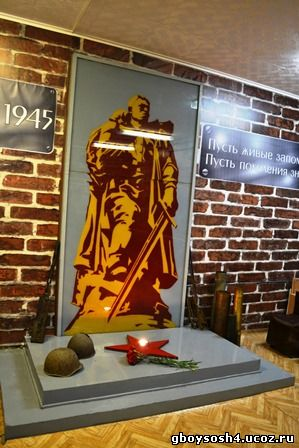 1945
Пусть живые запом
Пусть поколения зн
gboysosh4.ucoz.ru